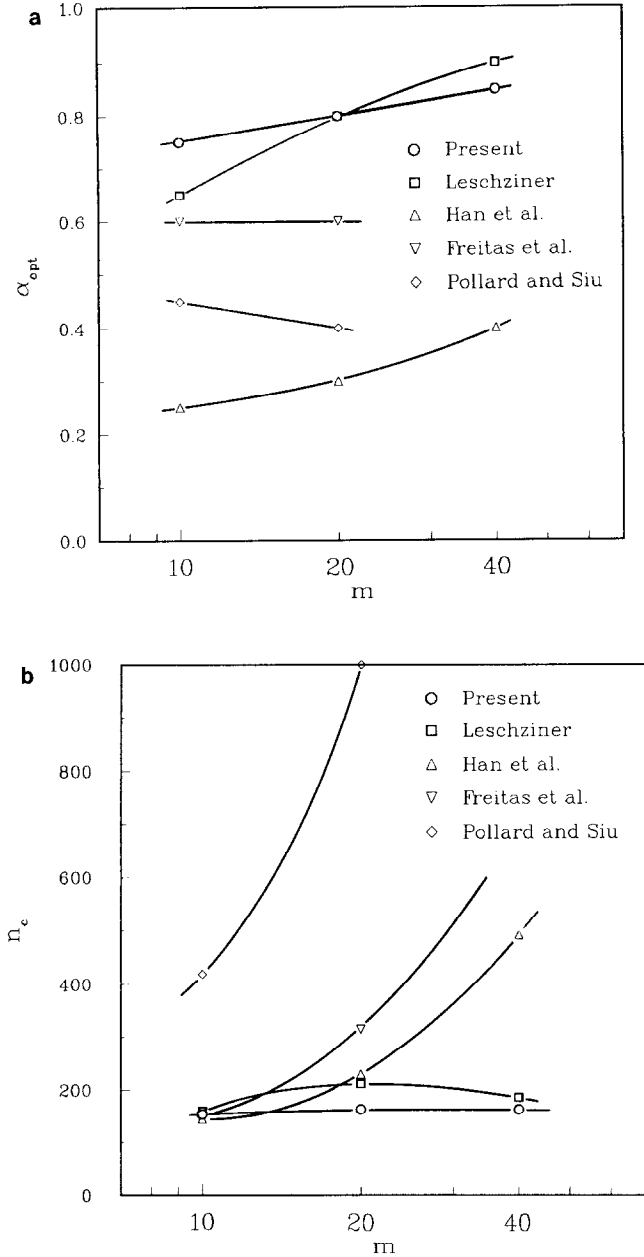 a
1.0
0.8
0.6
0.4
0.2
0.0
α opt
Present
Leschziner
Han et al.
Freitas et al.
Pollard and Siu
10 20 40
m
b
1000
800
600
400
200
0
n c
Present
Leschziner
Han et al.
Freitas et al.
Pollard and Siu
10 20 40
m